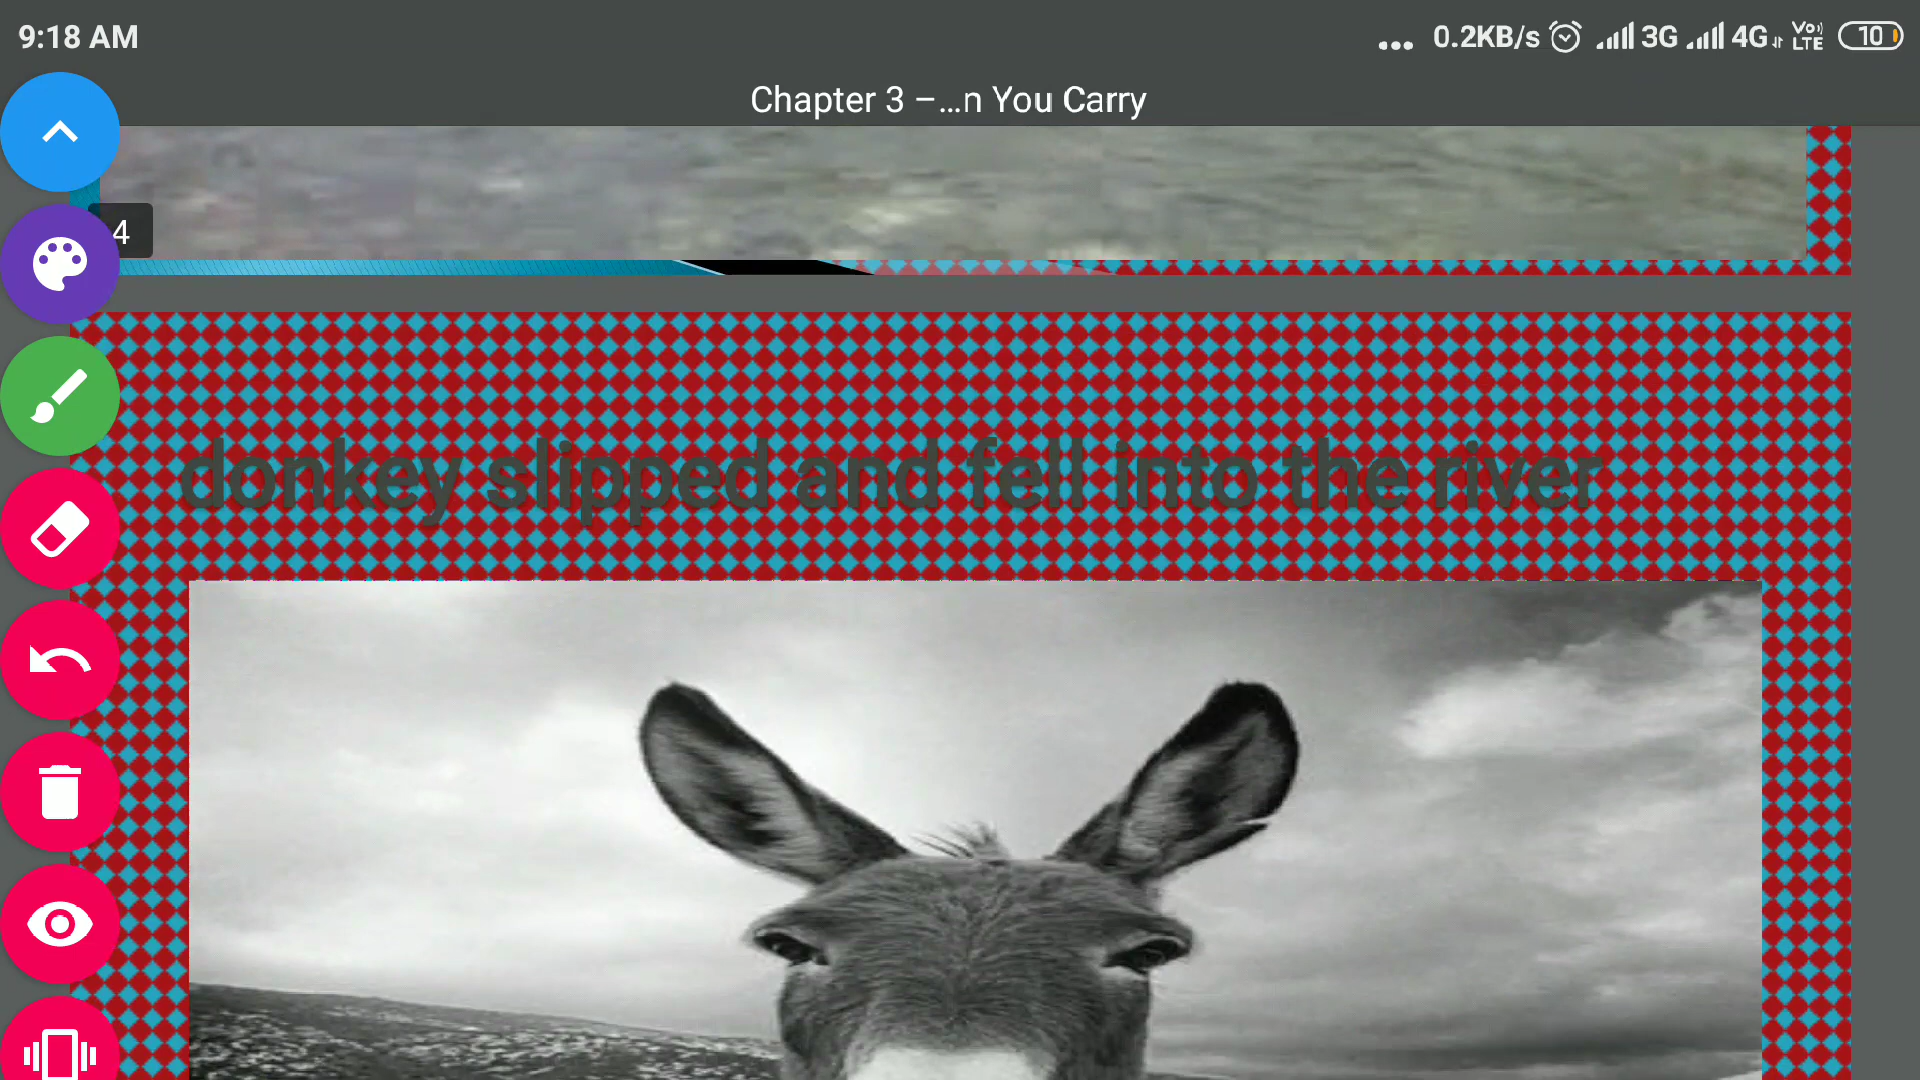 9:18 AM
... 0.2KB/s 3G 4G Vo) LTE 10
Chapter 3 –...n You Carry
4
donkey slipped and fell into the river